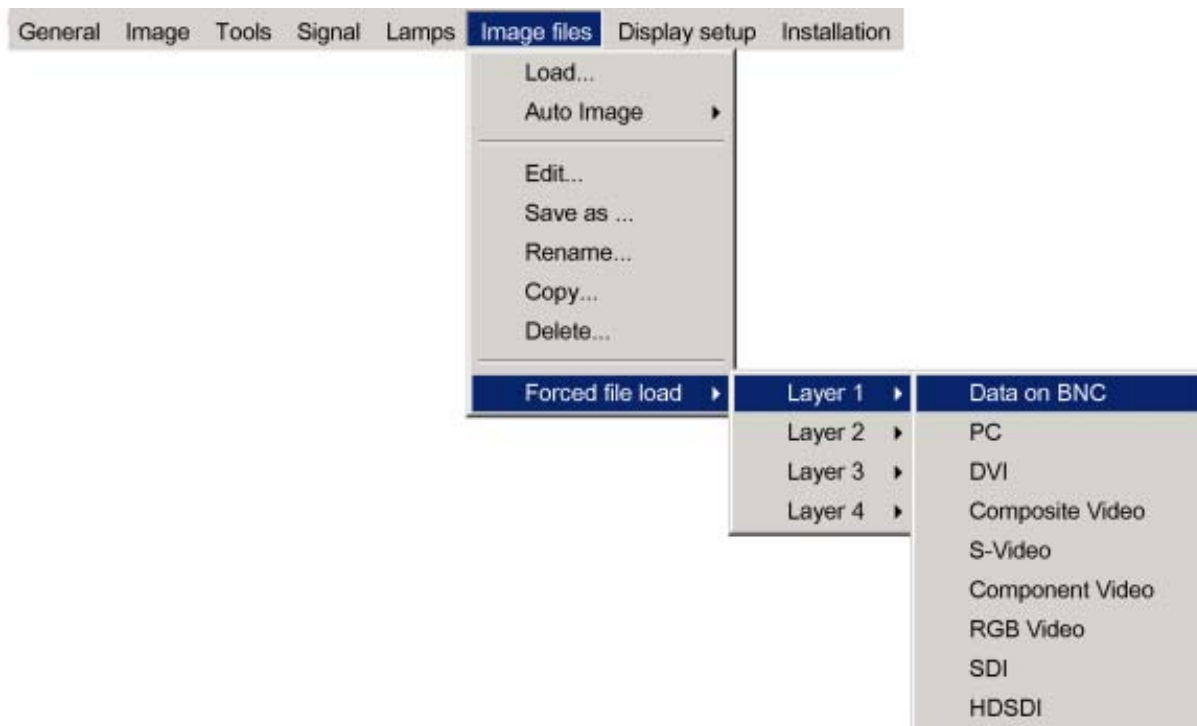 General Image Tools Signal Lamps Image files Display setup Installation
Load...
Auto Image
Edit...
Save as ...
Rename...
Copy...
Delete...
Forced file load
Layer 1
Layer 2
Layer 3
Layer 4
Data on BNC
PC
DVI
Composite Video
S-Video
Component Video
RGB Video
SDI
HDSDI